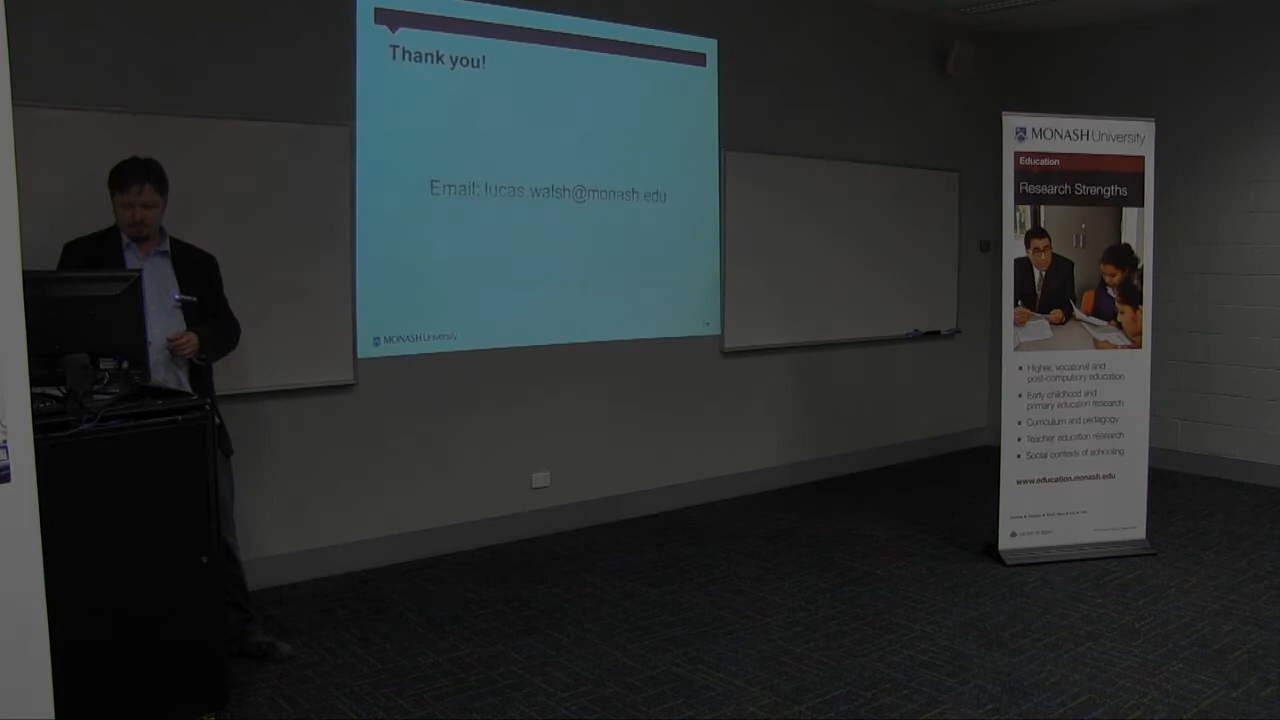 Thank you!
Email: lucas.walsh@monash.edu
MONASH University
MONASH University
Education
Research Strengths
Higher, vocational and
post-compulsory education
Early childhood and
primary education research
Curriculum and pedagogy
Teacher education research
Social contexts of schooling
www.education.monash.edu